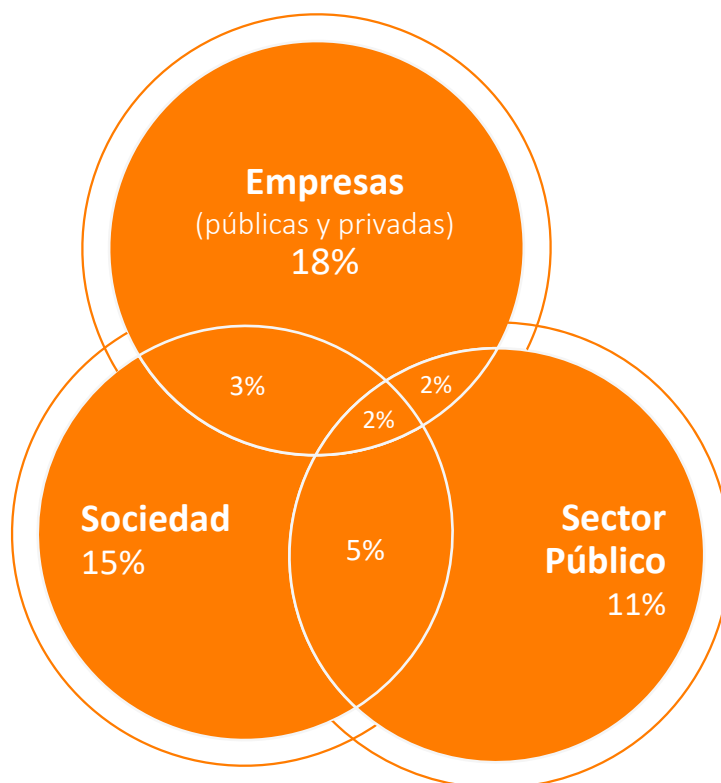 Empresas
(públicas y privadas)
18%
3%
2%
2%
Sociedad
15%
5%
Sector
Público
11%